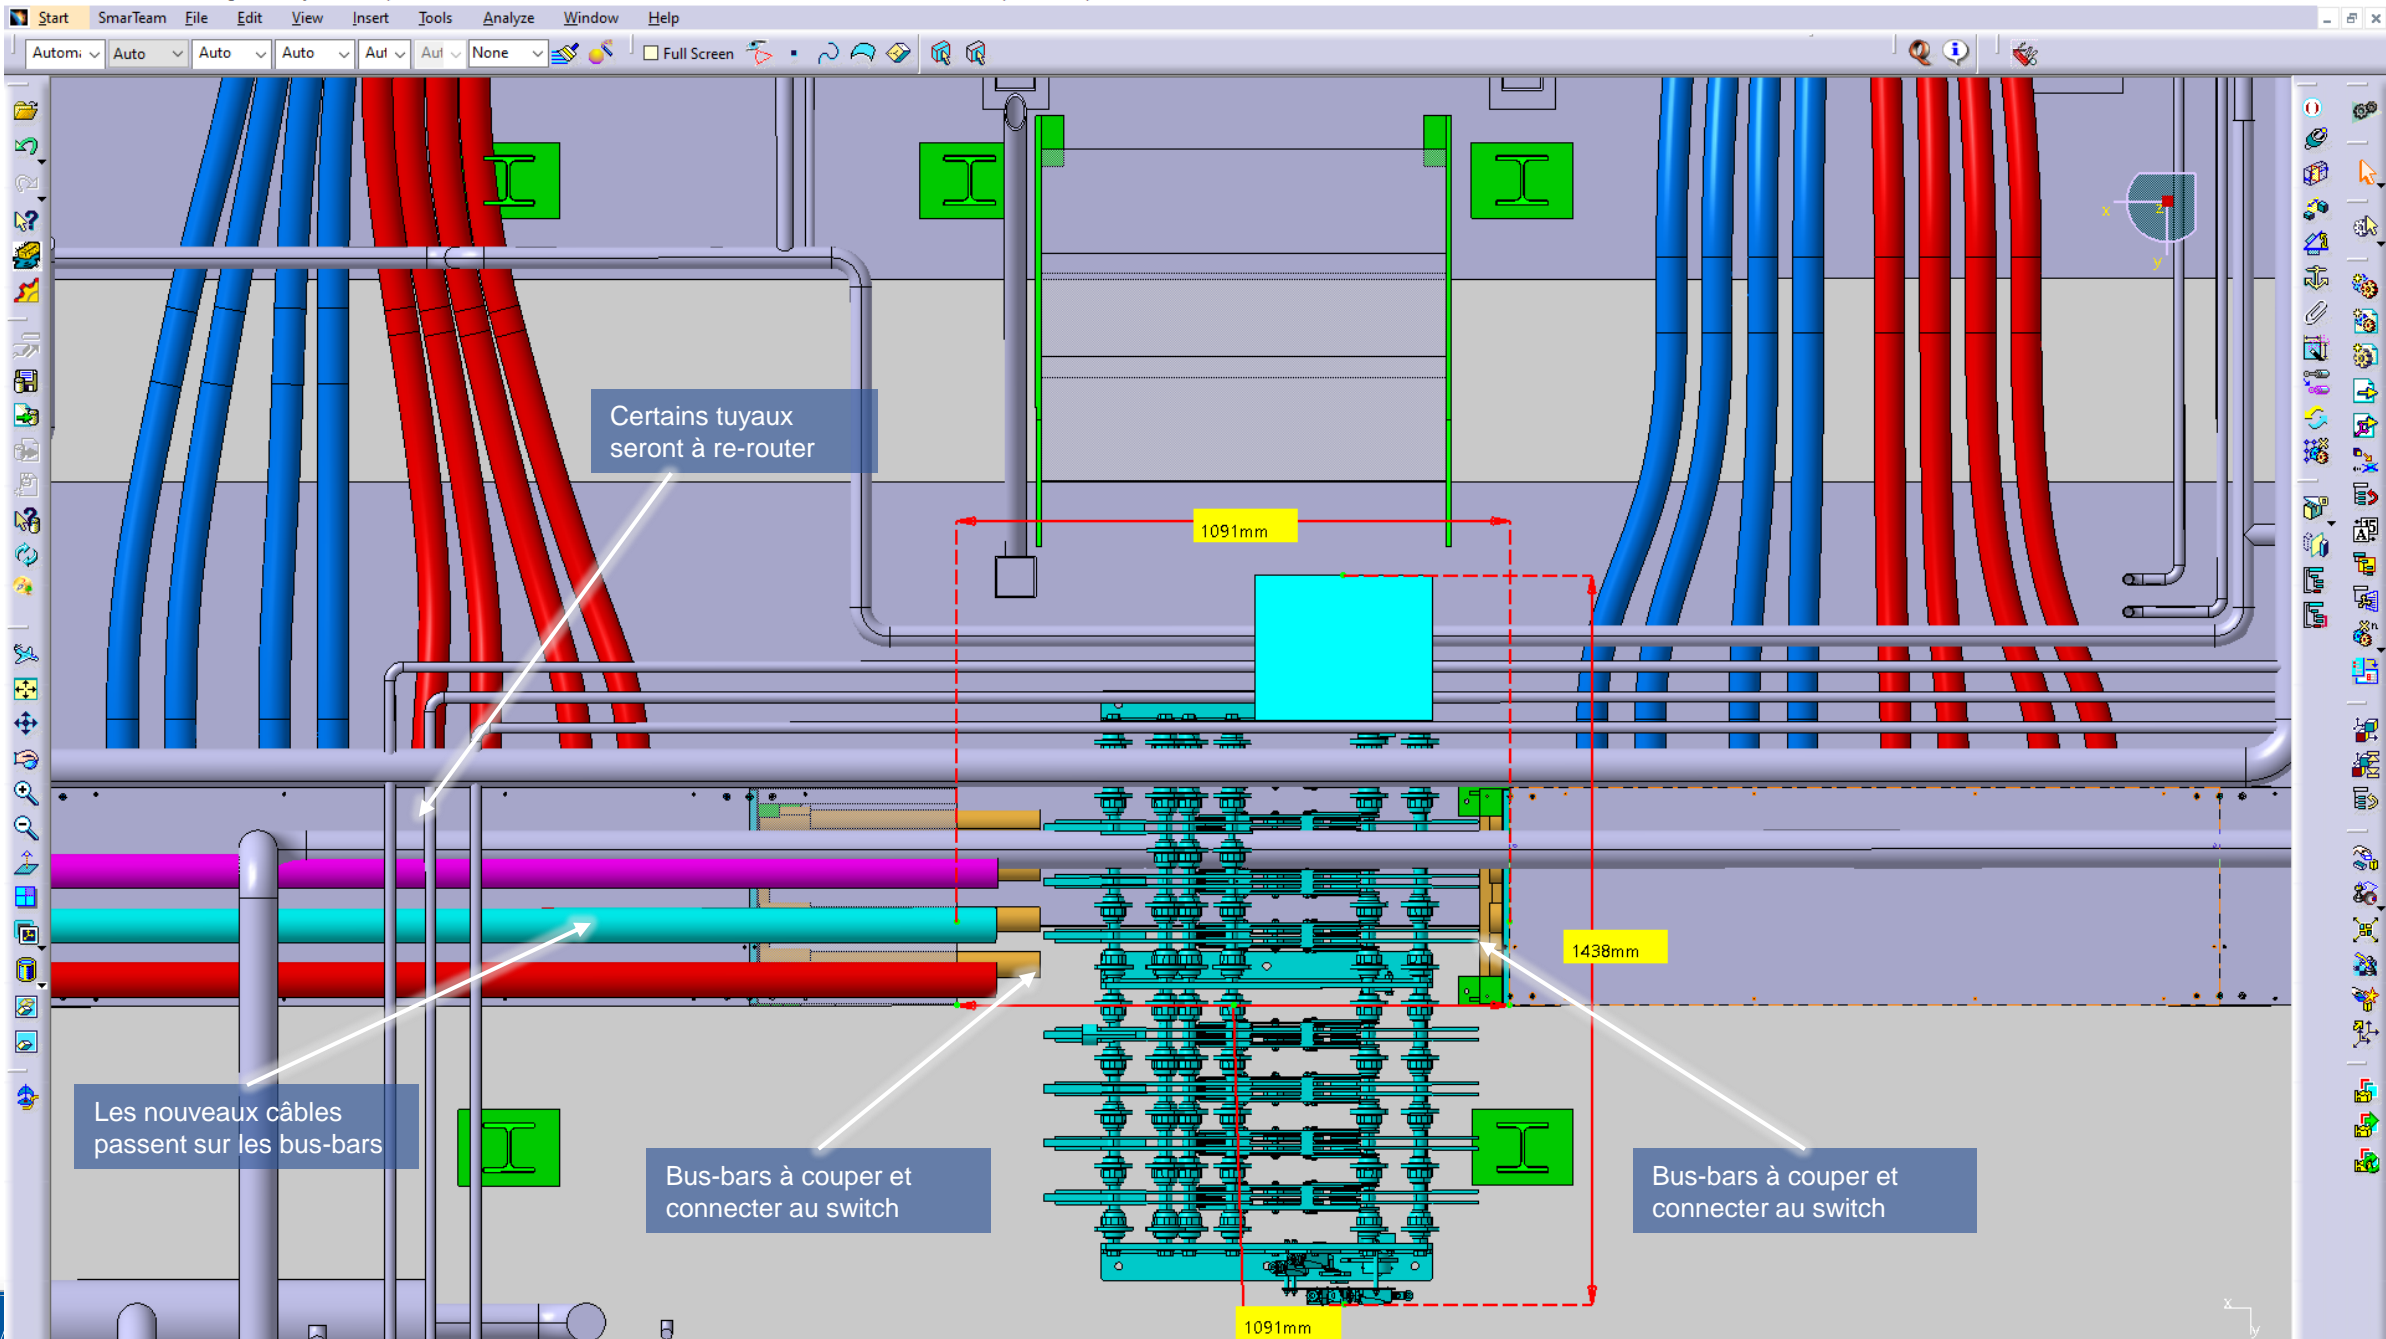 Start SmarTeam File Edit View Insert Tools Analyze Window Help
Auto Auto Auto Aut Aut None Full Screen
x z
y
Certains tuyaux
seront à re-router
1091mm
1438mm
Les nouveaux câbles
passent sur les bus-bars
Bus-bars à couper et
connecter au switch
Bus-bars à couper et
connecter au switch
1091mm
x
y